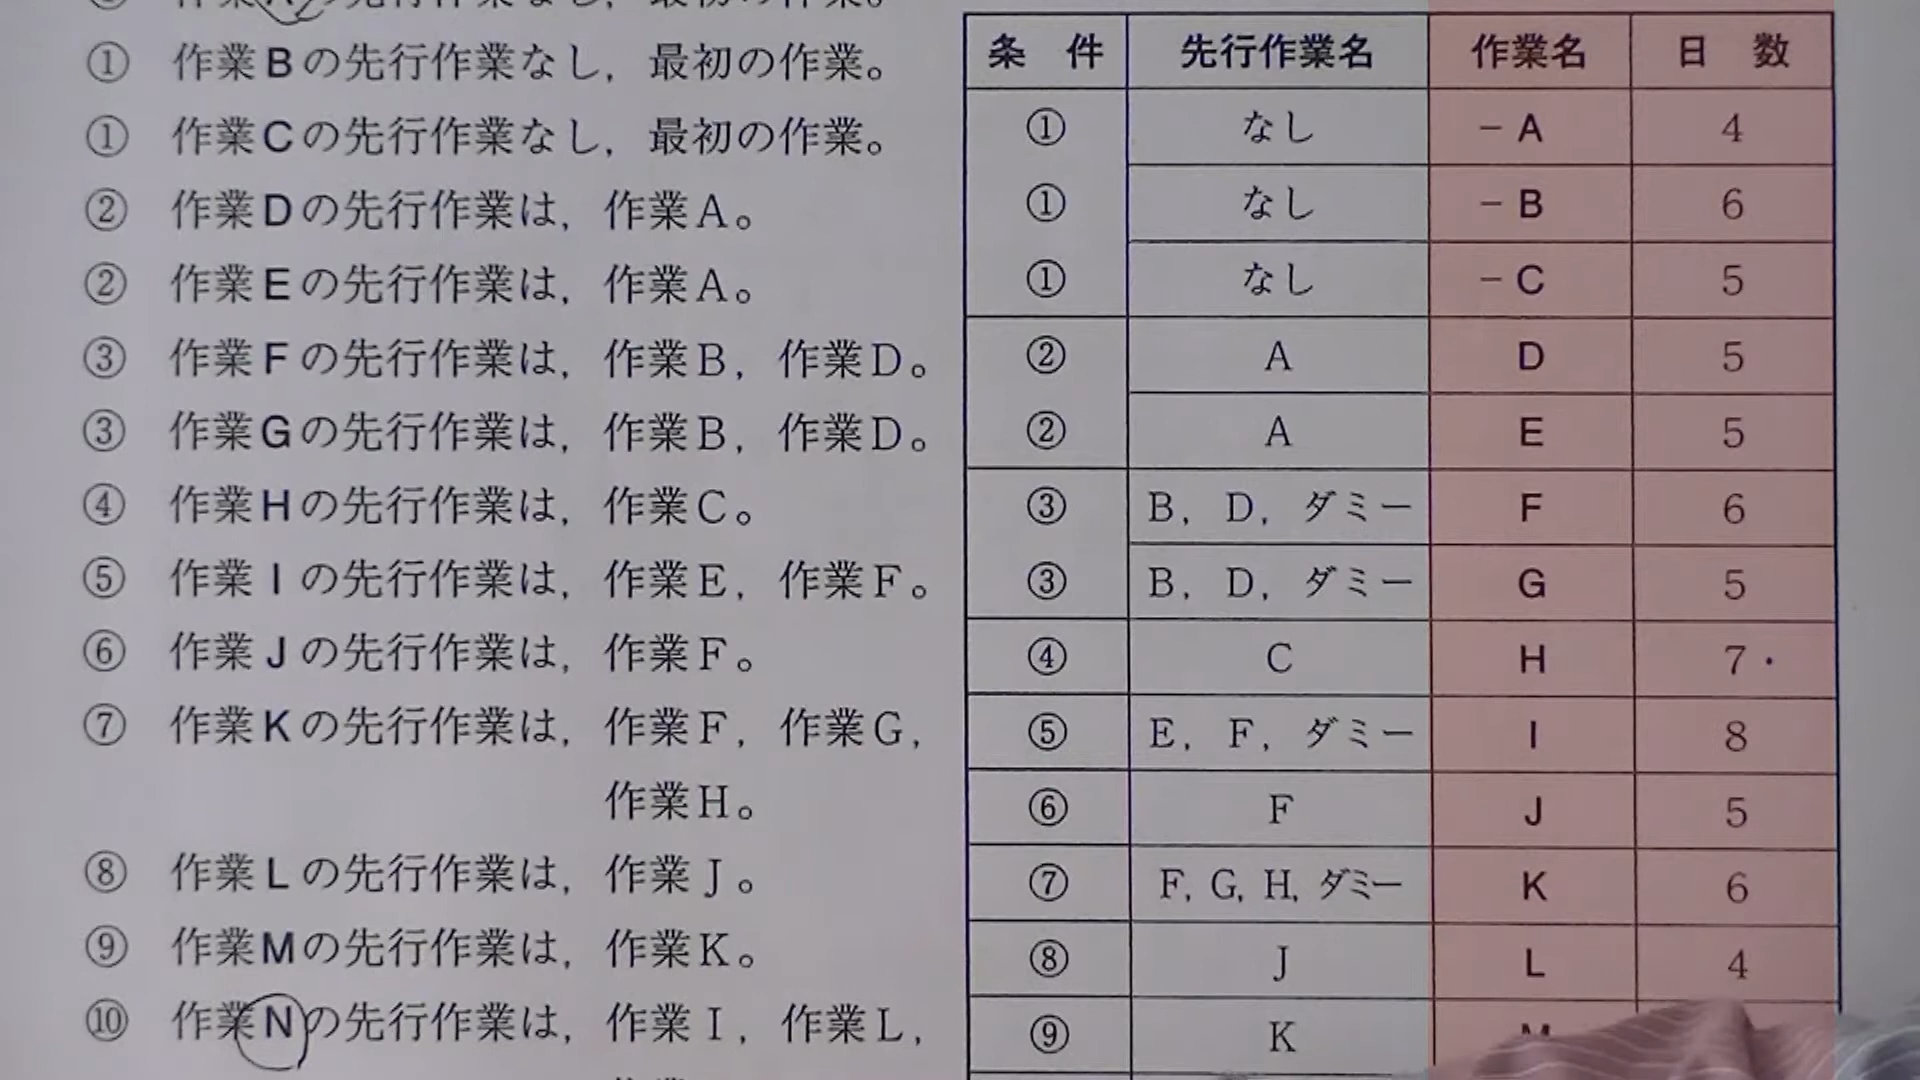 ① 作業Bの先行作業なし，最初の作業。
① 作業Cの先行作業なし，最初の作業。
② 作業Dの先行作業は，作業A。
② 作業Eの先行作業は，作業A。
③ 作業Fの先行作業は，作業B，作業D。
③ 作業Gの先行作業は，作業B，作業D。
④ 作業Hの先行作業は，作業C。
⑤ 作業Iの先行作業は，作業E，作業F。
⑥ 作業Jの先行作業は，作業F。
⑦ 作業Kの先行作業は，作業F，作業G，
作業H。
⑧ 作業Lの先行作業は，作業J。
⑨ 作業Mの先行作業は，作業K。
⑩ 作業Nの先行作業は，作業I，作業L，
条件 先行作業名 作業名 日数
① なし －A 4
① なし －B 6
① なし －C 5
② A D 5
② A E 5
③ B，D，ダミー F 6
③ B，D，ダミー G 5
④ C H 7・
⑤ E，F，ダミー I 8
⑥ F J 5
⑦ F, G, H, ダミー K 6
⑧ J L 4
⑨ K